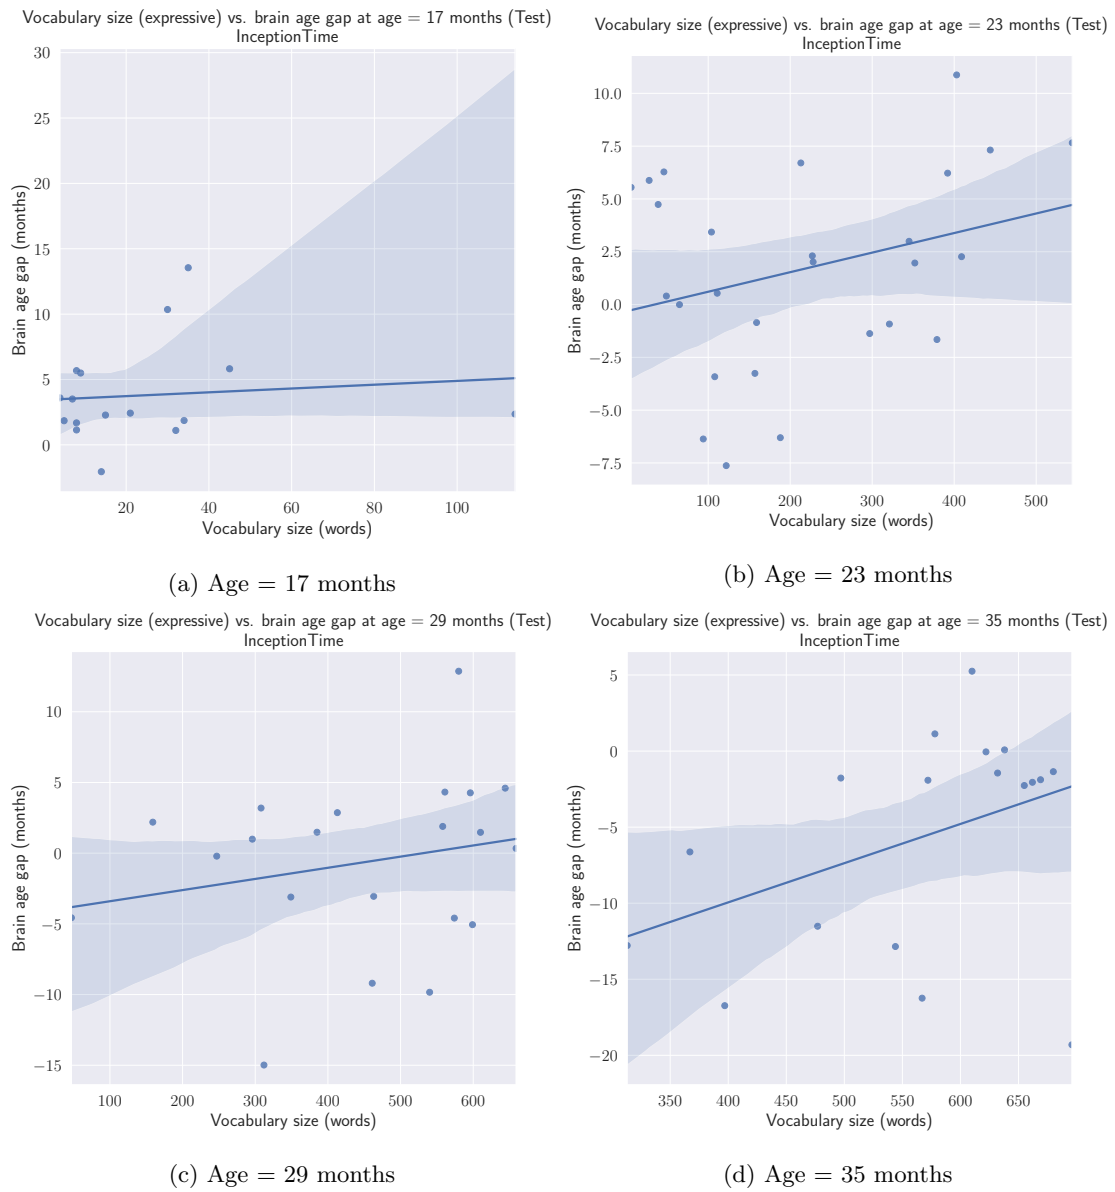 Vocabulary size (expressive) vs. brain age gap at age = 17 months (Test)
InceptionTime
30
25
20
15
10
5
0
Brain age gap (months)
20
40
60
80
100
Vocabulary size (words)
(a) Age = 17 months
Vocabulary size (expressive) vs. brain age gap at age = 23 months (Test)
InceptionTime
10.0
7.5
5.0
2.5
0.0
−2.5
−5.0
−7.5
Brain age gap (months)
100
200
300
400
500
Vocabulary size (words)
(b) Age = 23 months
Vocabulary size (expressive) vs. brain age gap at age = 29 months (Test)
InceptionTime
10
5
0
−5
−10
−15
Brain age gap (months)
100
200
300
400
500
600
Vocabulary size (words)
(c) Age = 29 months
Vocabulary size (expressive) vs. brain age gap at age = 35 months (Test)
InceptionTime
5
0
−5
−10
−15
−20
Brain age gap (months)
350
400
450
500
550
600
650
Vocabulary size (words)
(d) Age = 35 months